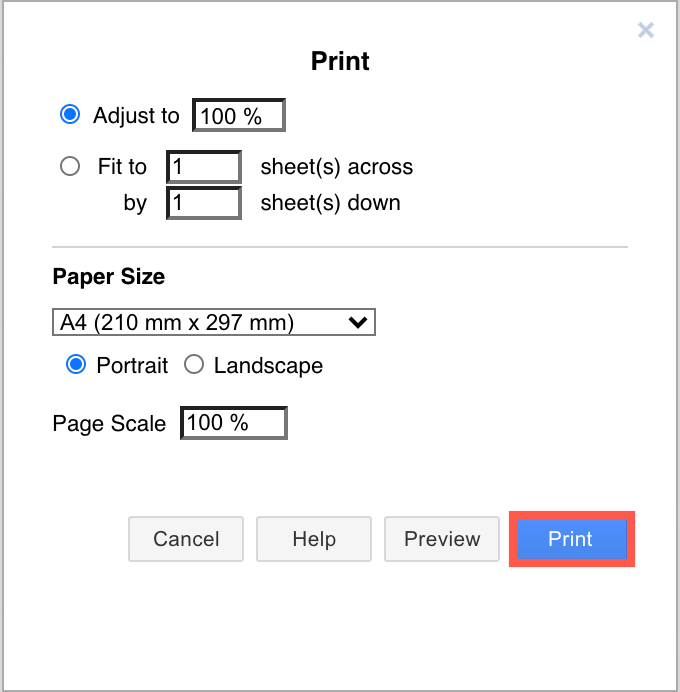 ×
Print
Adjust to 100 %
Fit to 1 sheet(s) across
by 1 sheet(s) down
Paper Size
A4 (210 mm x 297 mm)
Portrait Landscape
Page Scale 100 %
Cancel Help Preview Print